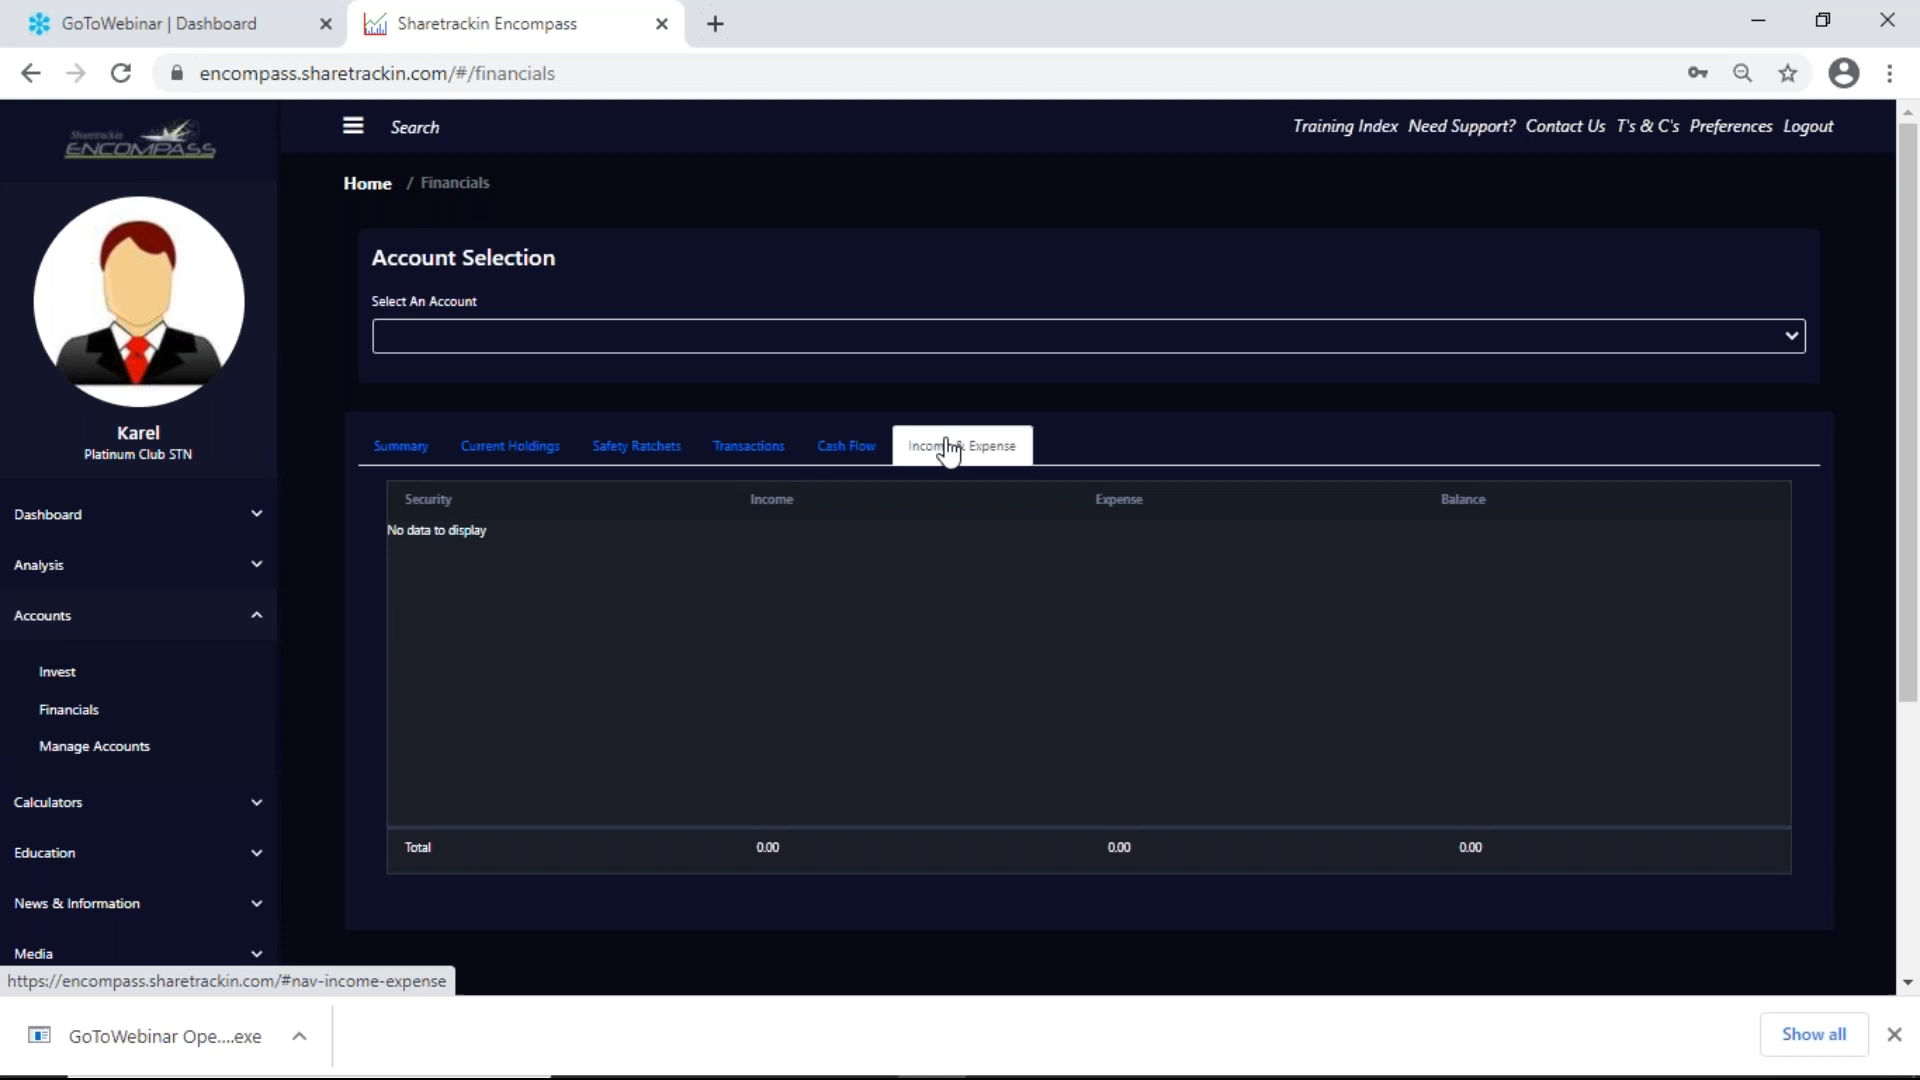 GoToWebinar | Dashboard
Sharetrackin Encompass
encompass.sharetrackin.com/#/financials
Sharetrackin
ENCOMPASS
Search
Training Index Need Support? Contact Us T's & C's Preferences Logout
Home / Financials
Account Selection
Select An Account
Karel
Platinum Club STN
Summary Current Holdings Safety Ratchets Transactions Cash Flow Income & Expense
Security Income Expense Balance
No data to display
Dashboard
Analysis
Accounts
Invest
Financials
Manage Accounts
Calculators
Total 0.00 0.00 0.00
Education
News & Information
Media
https://encompass.sharetrackin.com/#nav-income-expense
GoToWebinar Ope....exe
Show all